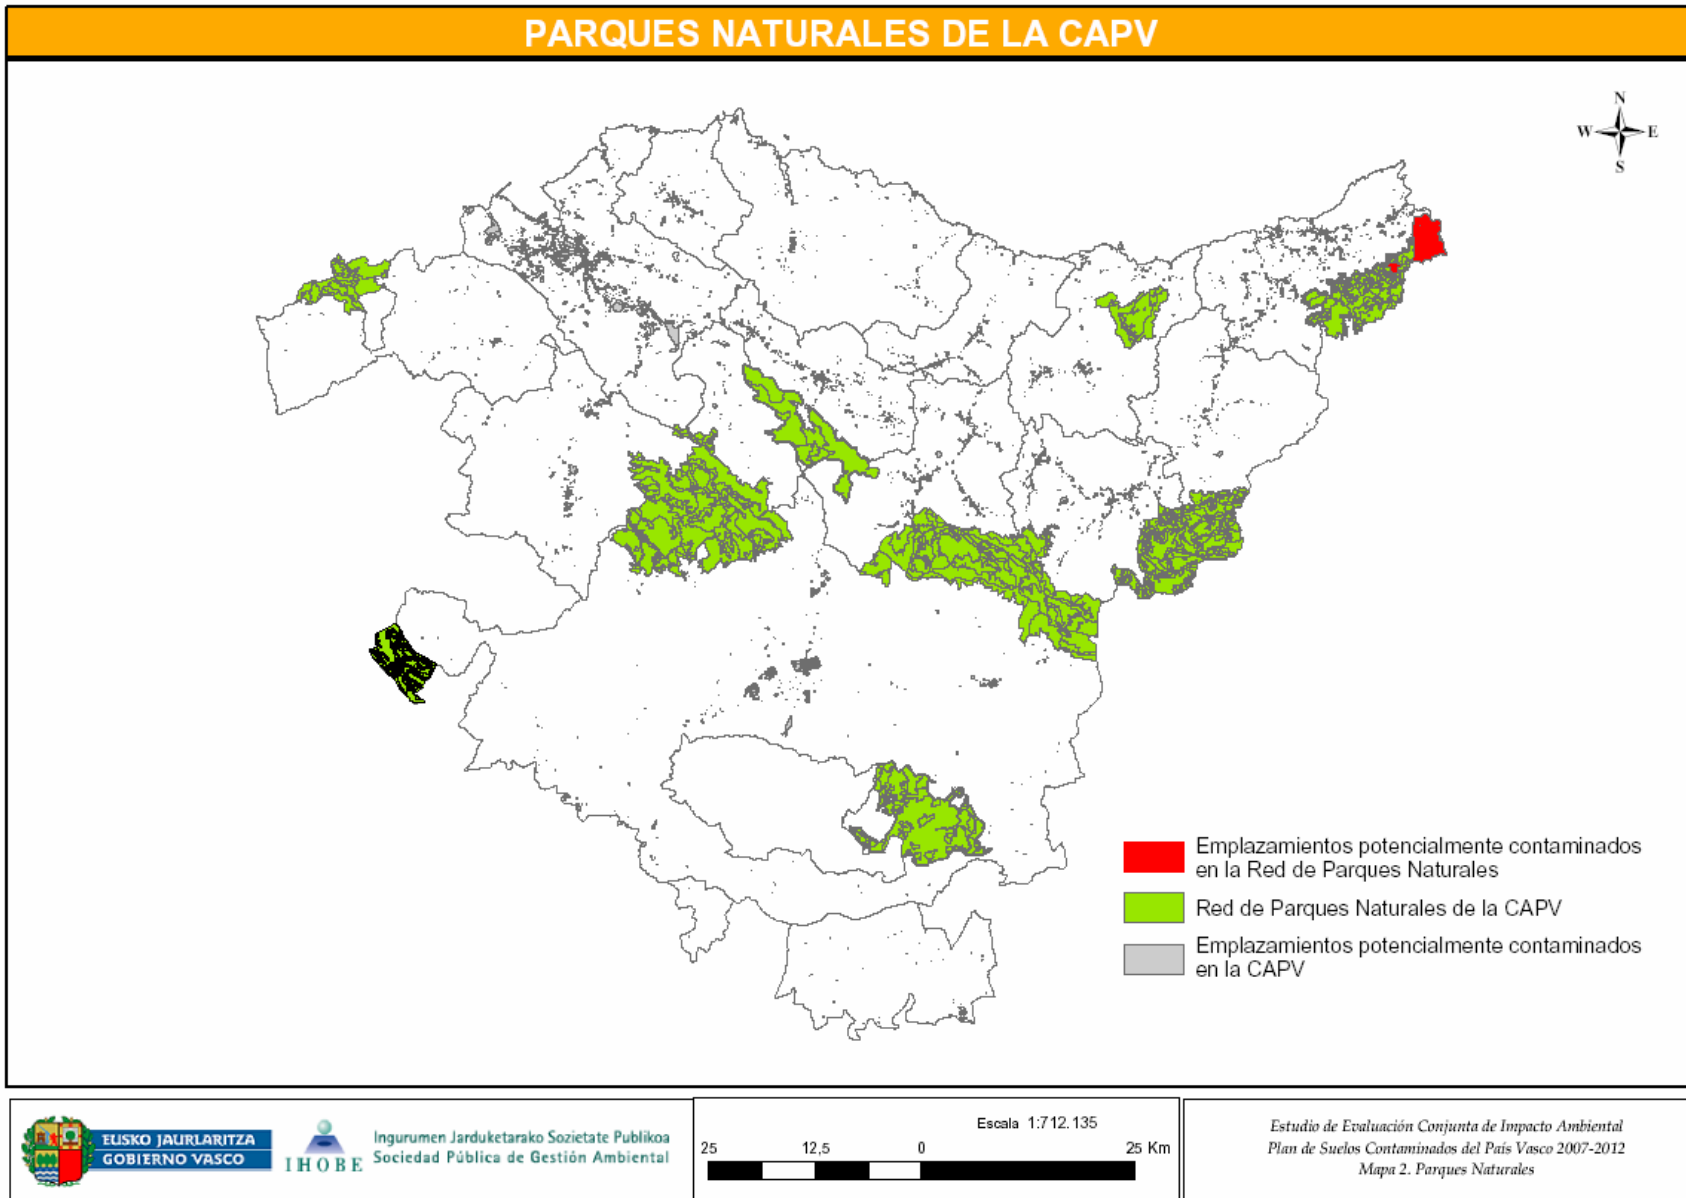 PARQUES NATURALES DE LA CAPV
N
W E
S
Emplazamientos potencialmente contaminados
en la Red de Parques Naturales
Red de Parques Naturales de la CAPV
Emplazamientos potencialmente contaminados
en la CAPV
EUSKO JAURLARITZA
GOBIERNO VASCO
IHOBE
Ingurumen Jarduketarako Sozietate Publikoa
Sociedad Pública de Gestión Ambiental
Escala 1:712.135
25 12,5 0 25 Km
Estudio de Evaluación Conjunta de Impacto Ambiental
Plan de Suelos Contaminados del País Vasco 2007-2012
Mapa 2. Parques Naturales